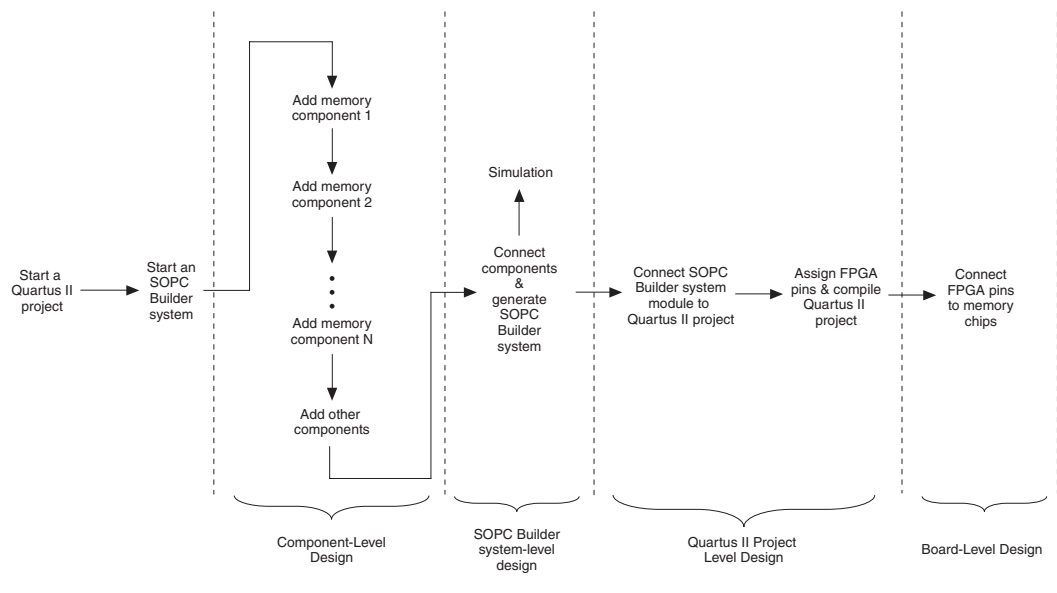 Start a
Quartus II
project
Start an
SOPC
Builder
system
Add memory
component 1
Add memory
component 2
Add memory
component N
Add other
components
Simulation
Connect
components
&
generate
SOPC
Builder
system
Connect SOPC
Builder system
module to
Quartus II project
Assign FPGA
pins & compile
Quartus II
project
Connect
FPGA pins
to memory
chips
Component-Level
Design
SOPC Builder
system-level
design
Quartus II Project
Level Design
Board-Level Design